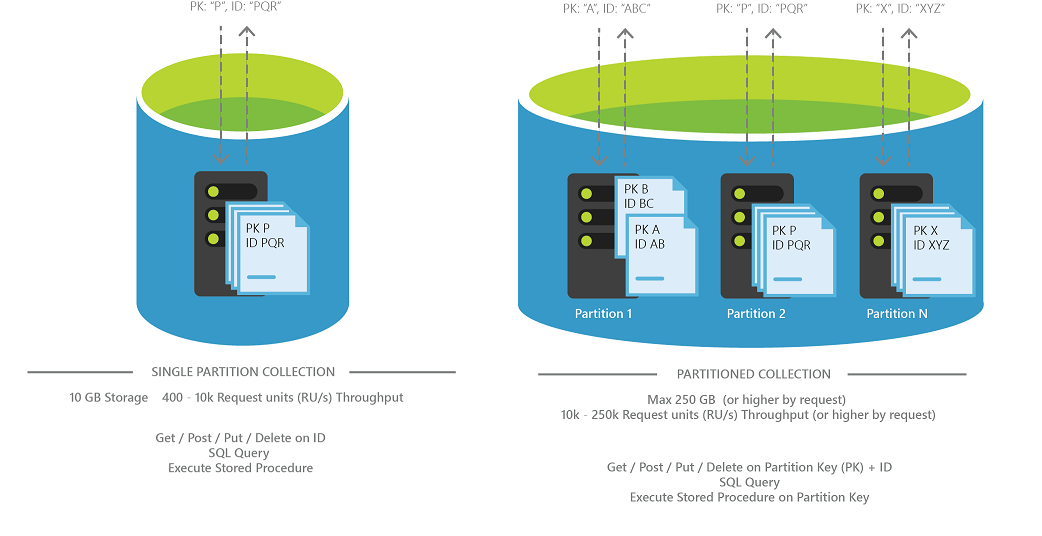 PK: “P”, ID: “PQR”
PK P
ID PQR
SINGLE PARTITION COLLECTION
10 GB Storage 400 - 10k Request units (RU/s) Throughput
Get / Post / Put / Delete on ID
SQL Query
Execute Stored Procedure
PK: “A”, ID: “ABC”
PK: “P”, ID: “PQR”
PK: “X”, ID: “XYZ”
PK B
ID BC
PK A
ID AB
PK P
ID PQR
PK X
ID XYZ
Partition 1
Partition 2
Partition N
PARTITIONED COLLECTION
Max 250 GB (or higher by request)
10k - 250k Request units (RU/s) Throughput (or higher by request)
Get / Post / Put / Delete on Partition Key (PK) + ID
SQL Query
Execute Stored Procedure on Partition Key